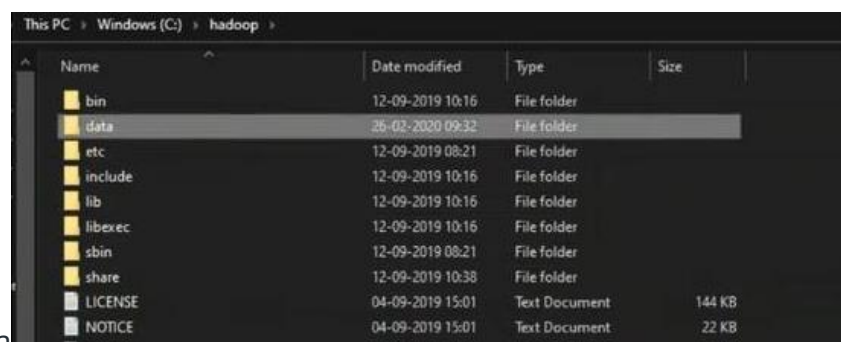 This PC › Windows (C:) › hadoop ›
Name Date modified Type Size
bin 12-09-2019 10:16 File folder
data 26-02-2020 09:32 File folder
etc 12-09-2019 08:21 File folder
include 12-09-2019 10:16 File folder
lib 12-09-2019 10:16 File folder
libexec 12-09-2019 10:16 File folder
sbin 12-09-2019 08:21 File folder
share 12-09-2019 10:38 File folder
LICENSE 04-09-2019 15:01 Text Document 144 KB
NOTICE 04-09-2019 15:01 Text Document 22 KB